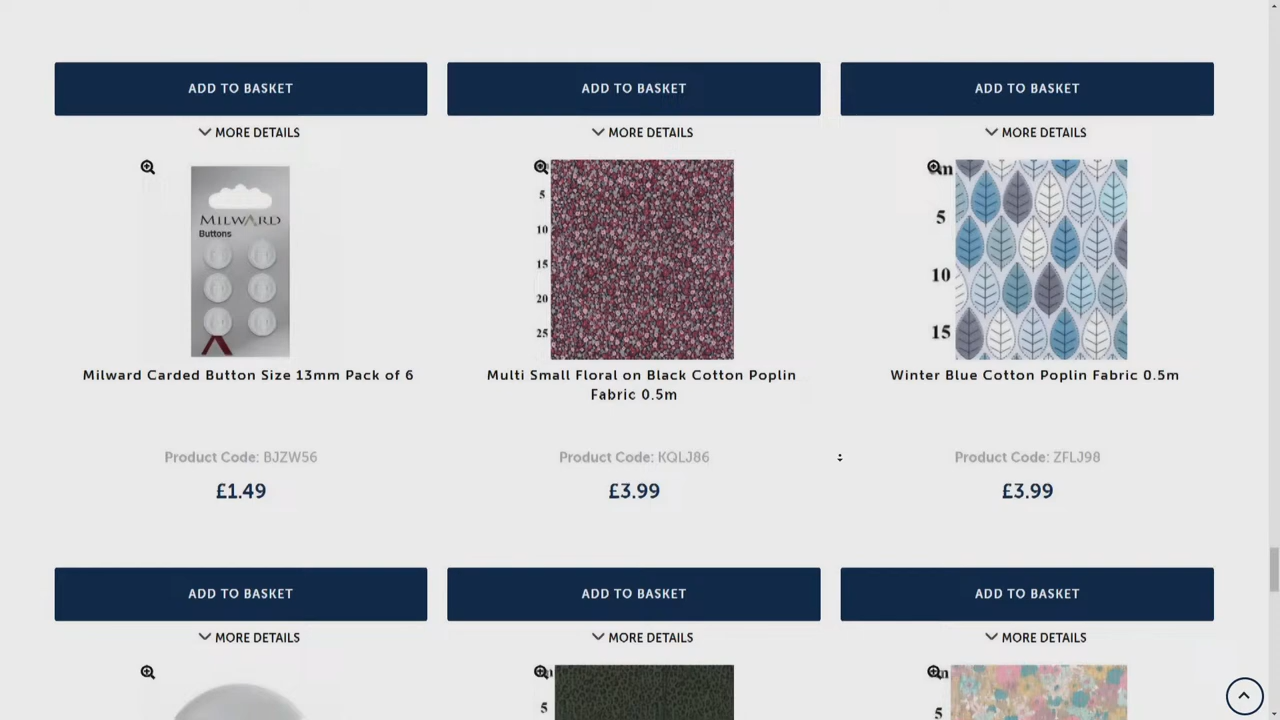 ADD TO BASKET
ADD TO BASKET
ADD TO BASKET
MORE DETAILS
MORE DETAILS
MORE DETAILS
MILWARD
Buttons
5
10
15
20
25
m
5
10
15
Milward Carded Button Size 13mm Pack of 6
Multi Small Floral on Black Cotton Poplin
Fabric 0.5m
Winter Blue Cotton Poplin Fabric 0.5m
Product Code: BJZW56
Product Code: KQLJ86
Product Code: ZFLJ98
£1.49
£3.99
£3.99
ADD TO BASKET
ADD TO BASKET
ADD TO BASKET
MORE DETAILS
MORE DETAILS
MORE DETAILS
5
5